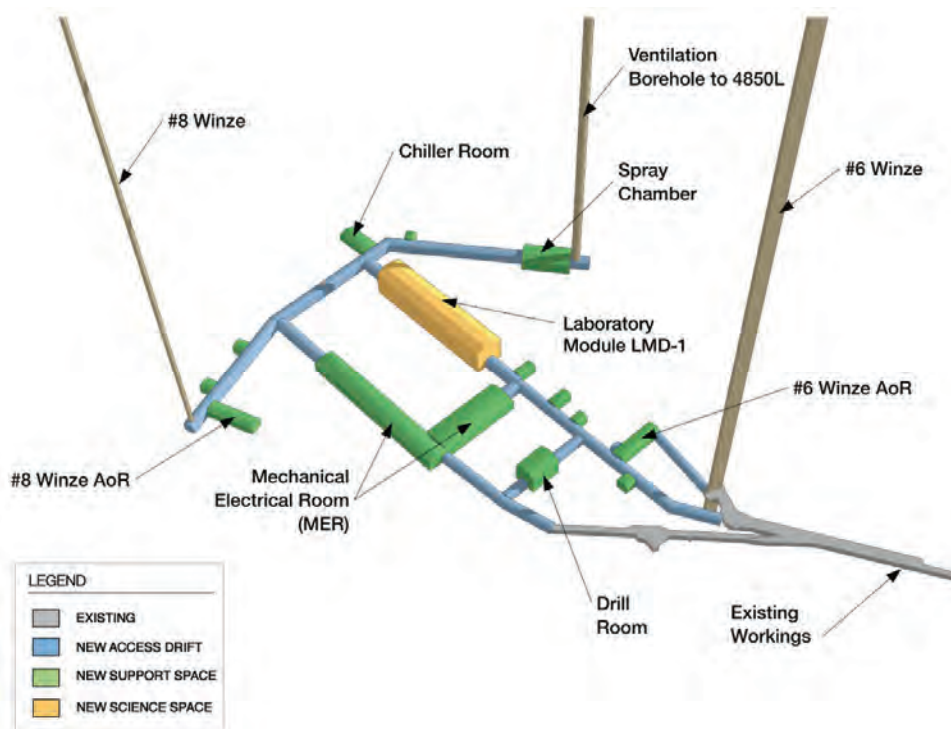 Ventilation
Borehole to 4850L
#8 Winze
Chiller Room
Spray
Chamber
#6 Winze
Laboratory
Module LMD-1
#6 Winze AoR
#8 Winze AoR
Mechanical
Electrical Room
(MER)
Drill
Room
Existing
Workings
LEGEND
EXISTING
NEW ACCESS DRIFT
NEW SUPPORT SPACE
NEW SCIENCE SPACE